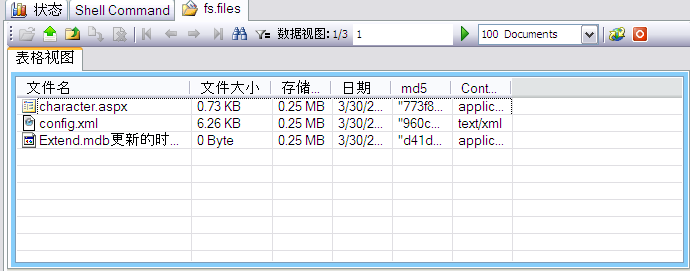 状态 Shell Command fs.files
数据视图: 1/3 1 100 Documents
表格视图
文件名 文件大小 存储... 日期 md5 Cont...
character.aspx 0.73 KB 0.25 MB 3/30/2... "773f8... applic...
config.xml 6.26 KB 0.25 MB 3/30/2... "960c... text/xml
Extend.mdb更新的时... 0 Byte 0.25 MB 3/30/2... "d41d... applic...